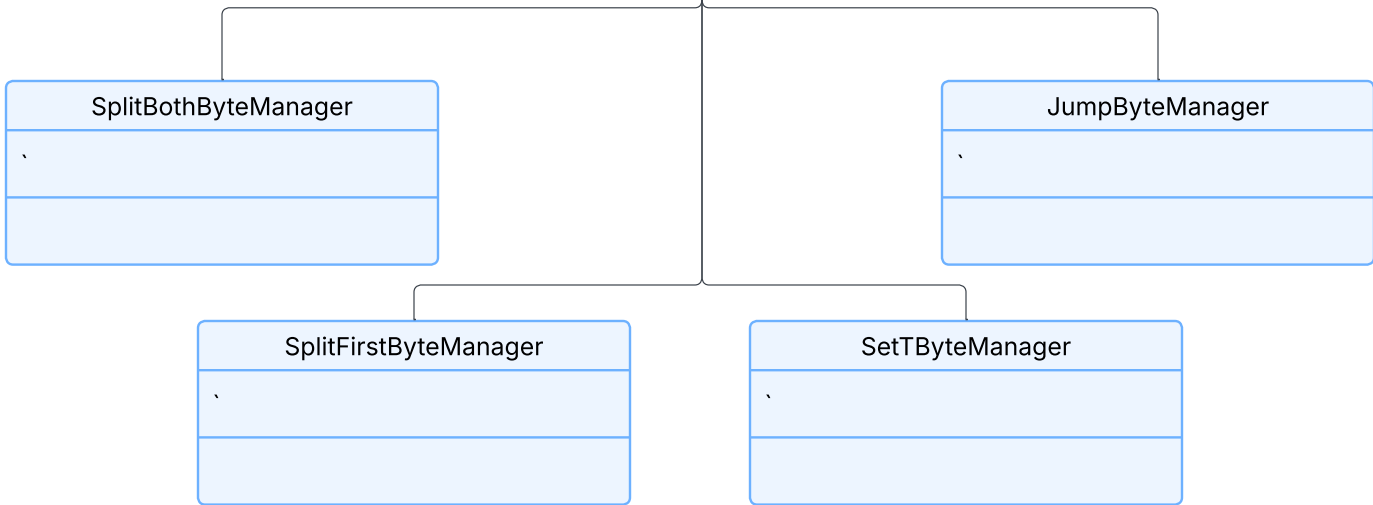 SplitBothByteManager
`
JumpByteManager
`
SplitFirstByteManager
`
SetTByteManager
`